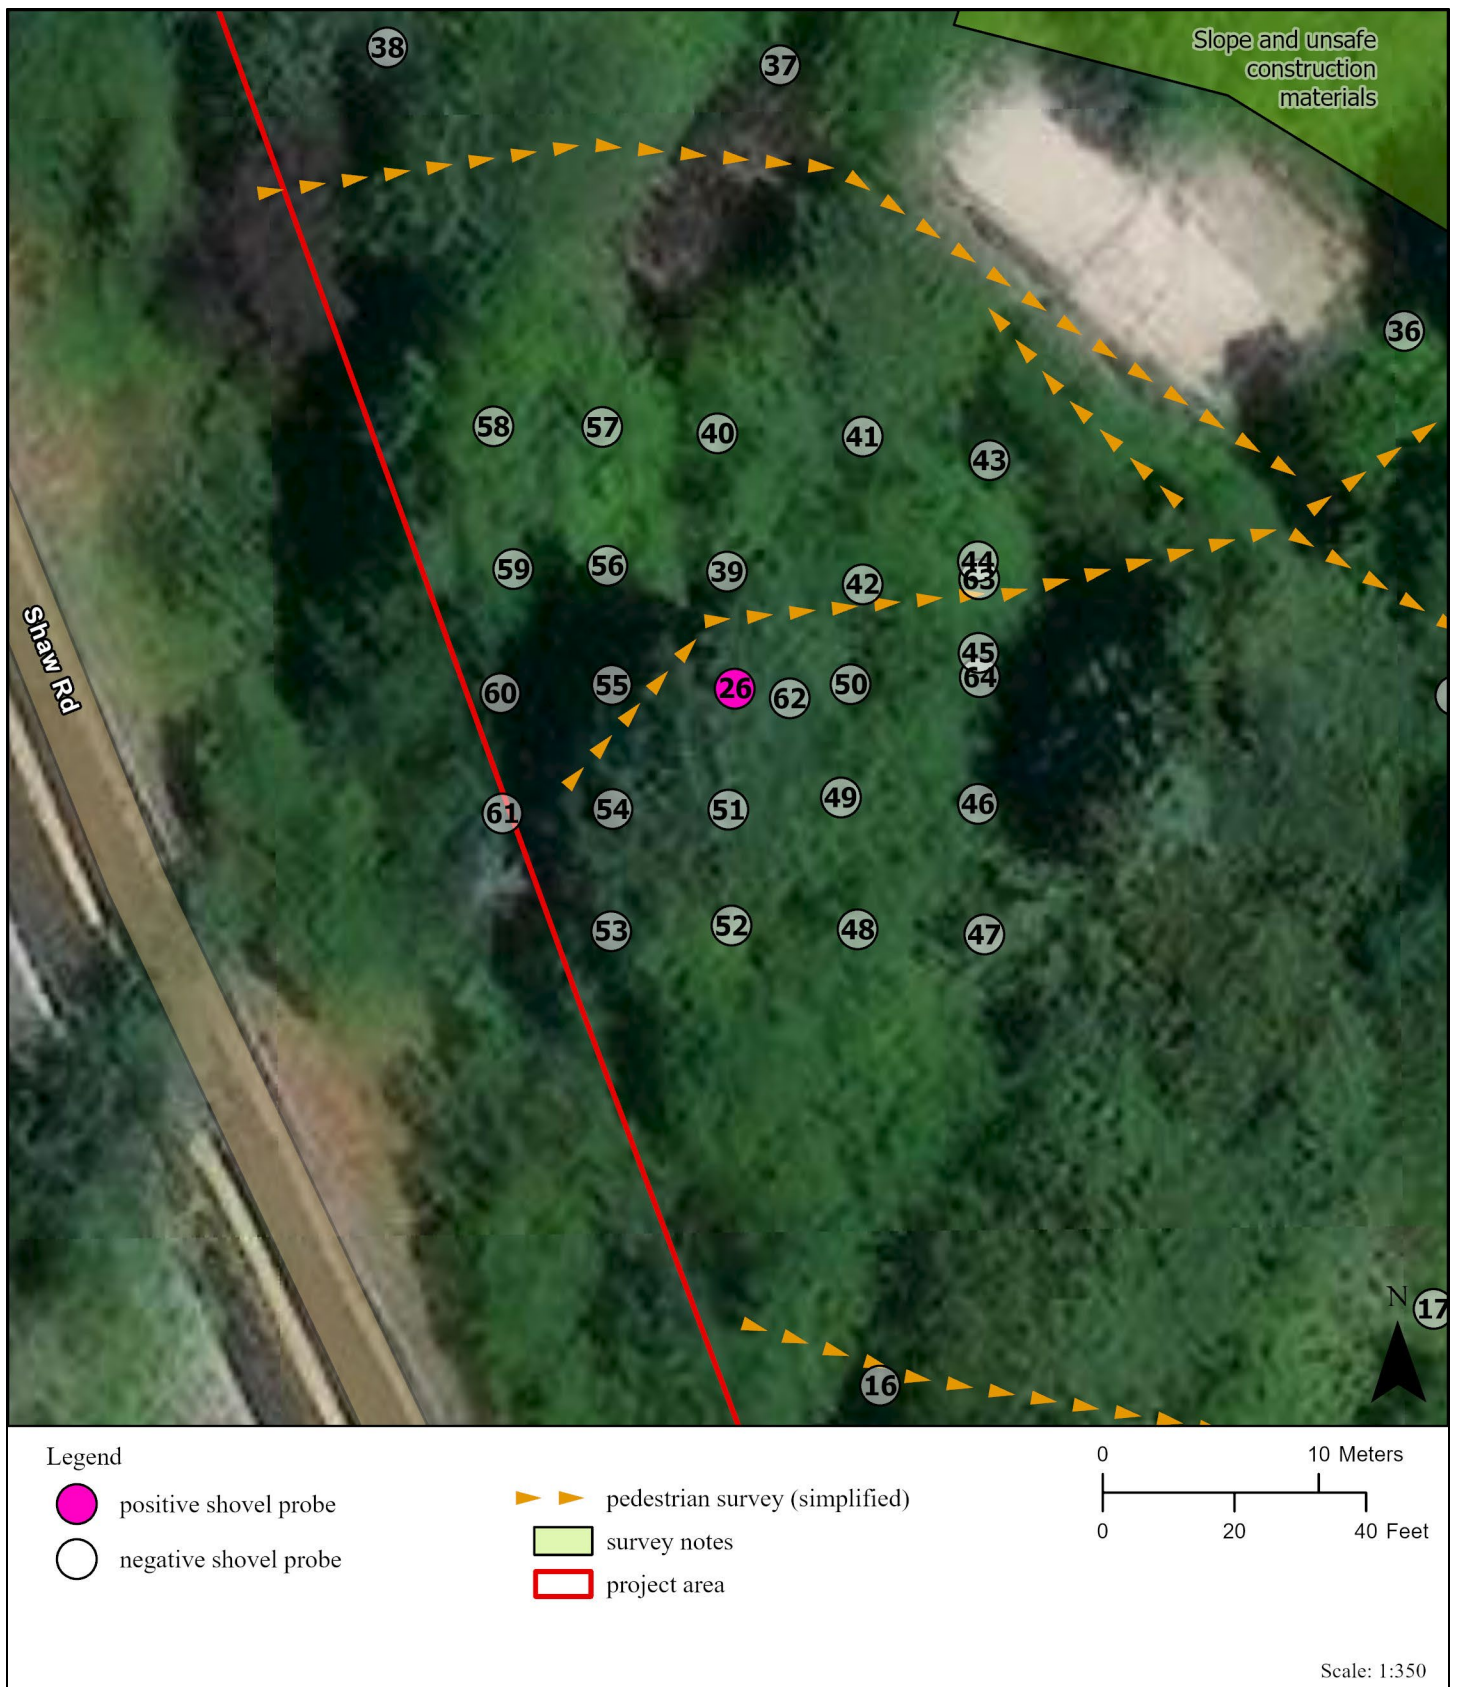 Slope and unsafe
construction
materials
38
37
36
58
57
40
41
43
59
56
39
42
44
63
45
64
60
55
26
62
50
61
54
51
49
46
53
52
48
47
Shaw Rd
16
N
17
Legend
positive shovel probe
negative shovel probe
pedestrian survey (simplified)
survey notes
project area
0 10 Meters
0 20 40 Feet
Scale: 1:350